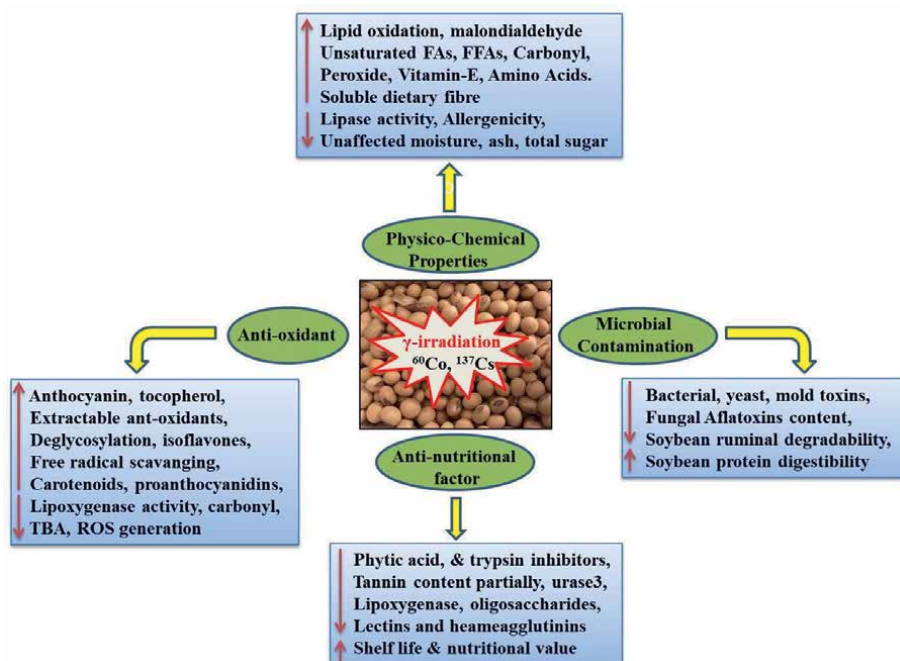 Lipid oxidation, malondialdehyde
Unsaturated FAs, FFAs, Carbonyl,
Peroxide, Vitamin-E, Amino Acids.
Soluble dietary fibre
Lipase activity, Allergenicity,
Unaffected moisture, ash, total sugar
Physico-Chemical
Properties
Anti-oxidant
γ-irradiation
⁶⁰Co, ¹³⁷Cs
Microbial
Contamination
Anthocyanin, tocopherol,
Extractable ant-oxidants,
Deglycosylation, isoflavones,
Free radical scavanging,
Carotenoids, proanthocyanidins,
Lipoxygenase activity, carbonyl,
TBA, ROS generation
Bacterial, yeast, mold toxins,
Fungal Aflatoxins content,
Soybean ruminal degradability,
Soybean protein digestibility
Anti-nutritional
factor
Phytic acid, & trypsin inhibitors,
Tannin content partially, urase3,
Lipoxygenase, oligosaccharides,
Lectins and heameagglutinins
Shelf life & nutritional value